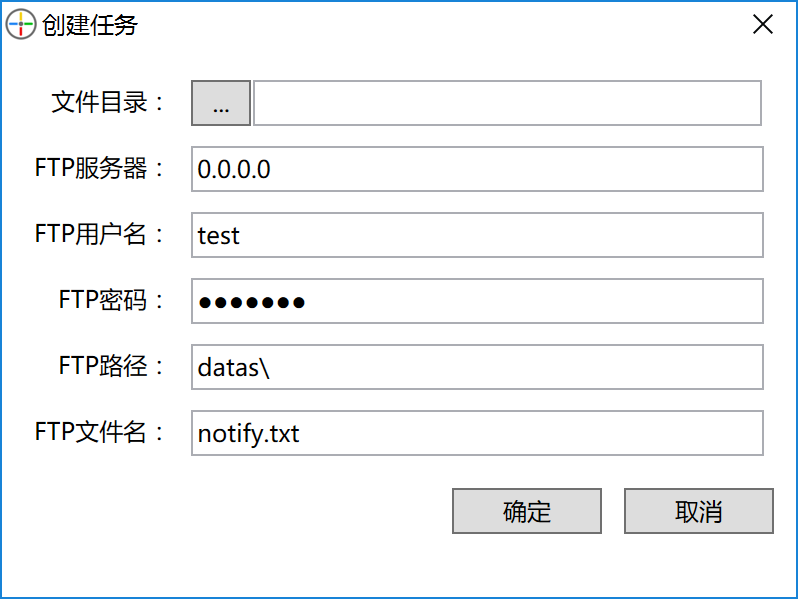 创建任务
文件目录： ...
FTP服务器： 0.0.0.0
FTP用户名： test
FTP密码： ●●●●●●●
FTP路径： datas\
FTP文件名： notify.txt
确定 取消